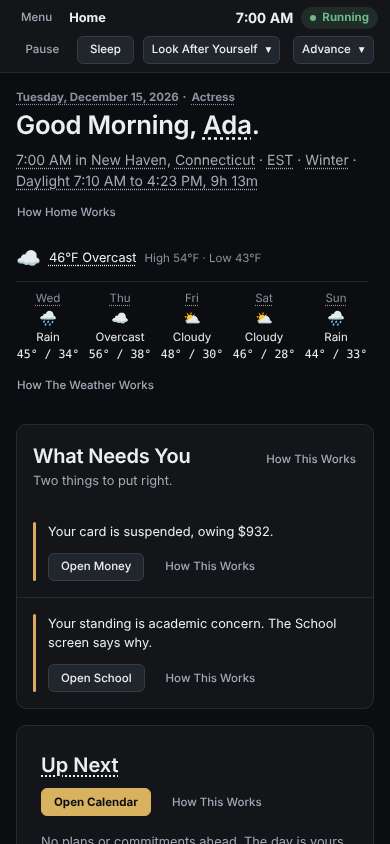 Menu Home 7:00 AM Running
Pause Sleep Look After Yourself ▾ Advance ▾
Tuesday, December 15, 2026 · Actress
Good Morning, Ada.
7:00 AM in New Haven, Connecticut · EST · Winter ·
Daylight 7:10 AM to 4:23 PM, 9h 13m
How Home Works
46°F Overcast High 54°F · Low 43°F
Wed Thu Fri Sat Sun
Rain Overcast Cloudy Cloudy Rain
45° / 34° 56° / 38° 48° / 30° 46° / 28° 44° / 33°
How The Weather Works
What Needs You How This Works
Two things to put right.
Your card is suspended, owing $932.
Open Money How This Works
Your standing is academic concern. The School
screen says why.
Open School How This Works
Up Next
Open Calendar How This Works
No plans or commitments ahead. The day is yours